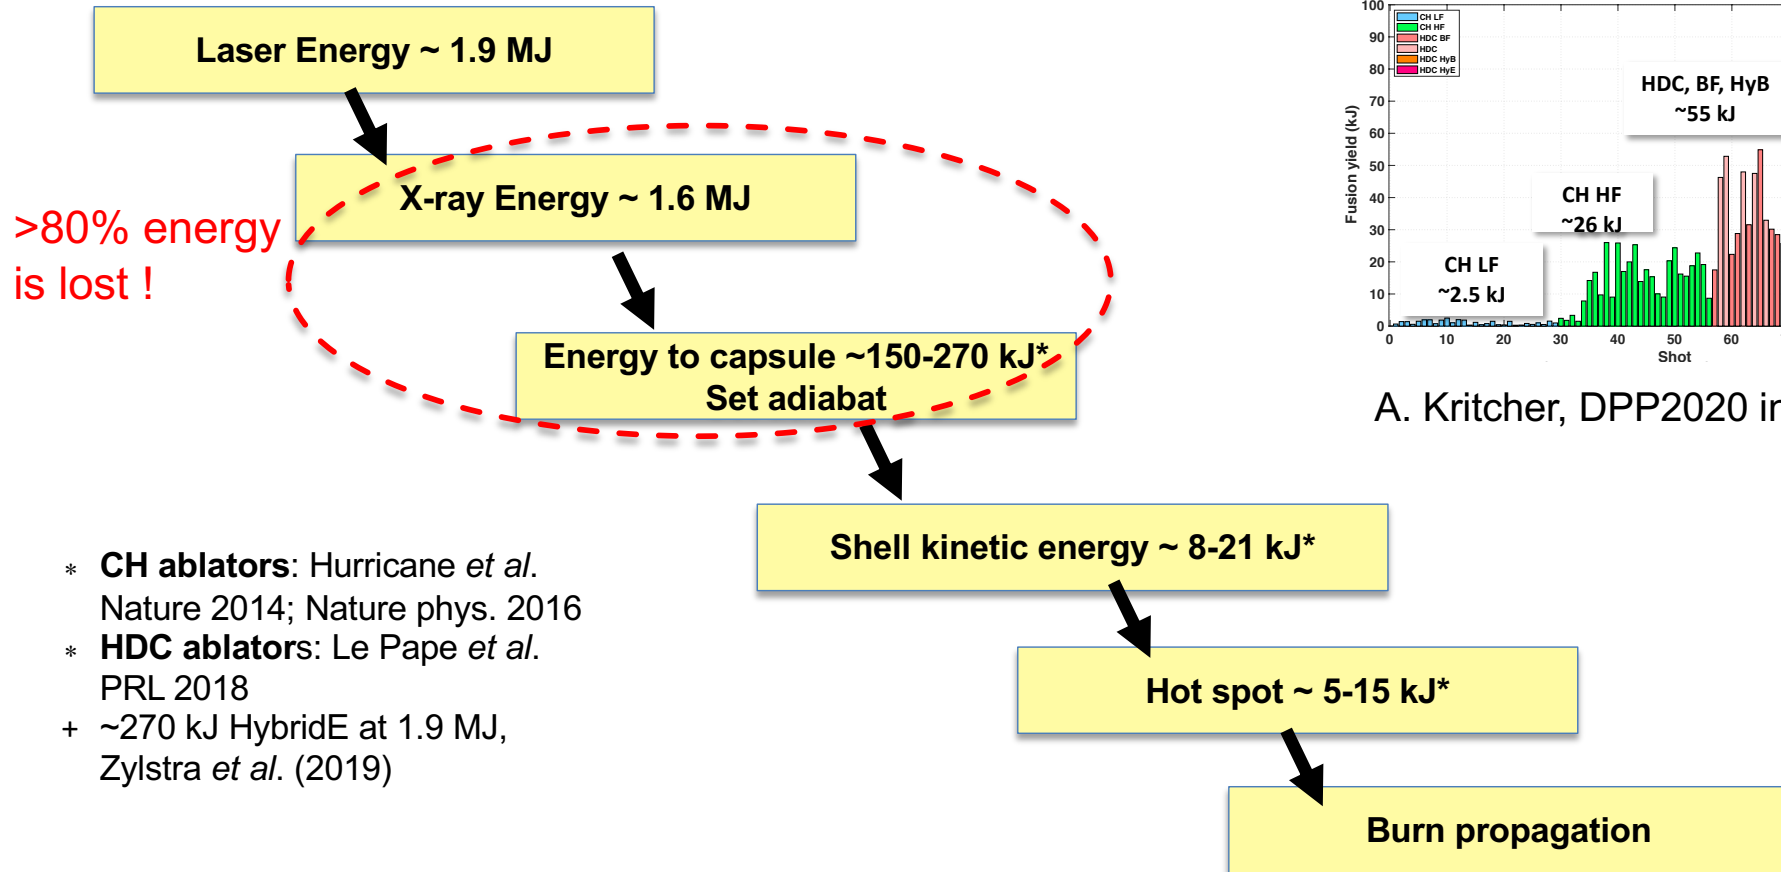 Laser Energy ~ 1.9 MJ
X-ray Energy ~ 1.6 MJ
>80% energy
is lost !
Energy to capsule ~150-270 kJ*
Set adiabat
Shell kinetic energy ~ 8-21 kJ*
Hot spot ~ 5-15 kJ*
Burn propagation
* CH ablators: Hurricane et al.
Nature 2014; Nature phys. 2016
* HDC ablators: Le Pape et al.
PRL 2018
+ ~270 kJ HybridE at 1.9 MJ,
Zylstra et al. (2019)
Fusion yield (kJ)
100
90
80
70
60
50
40
30
20
10
0
CH LF
CH HF
HDC BF
HDC
HDC HyB
HDC HyE
HDC, BF, HyB
~55 kJ
CH HF
~26 kJ
CH LF
~2.5 kJ
0 10 20 30 40 50 60
Shot
A. Kritcher, DPP2020 in